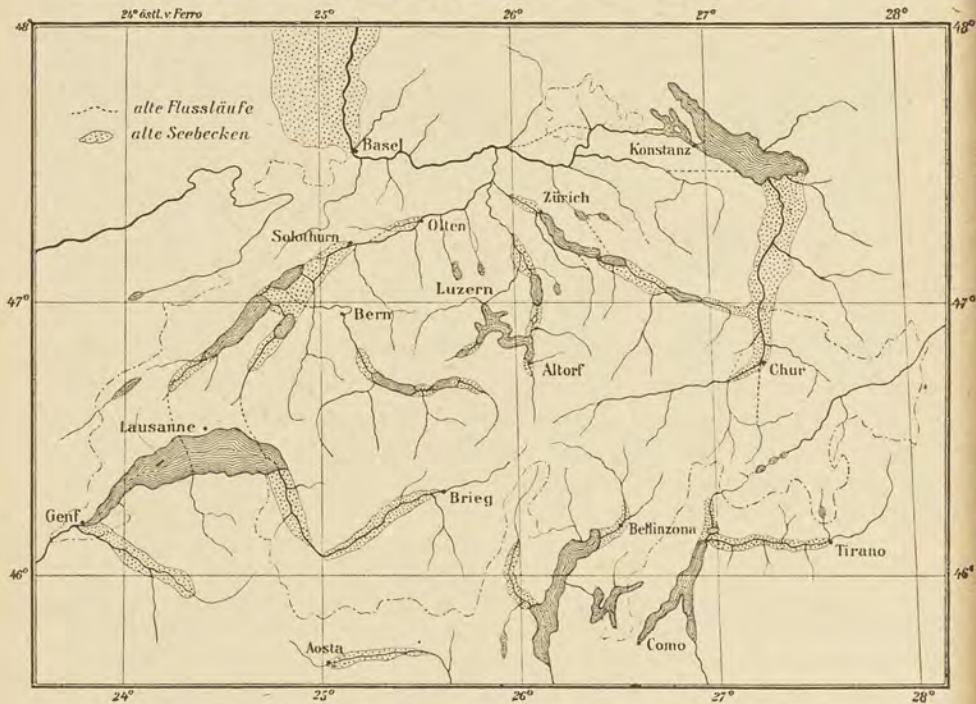 24° östl. v. Ferro
25°
26°
27°
28°
48°
48°
alte Flussläufe
alte Seebecken
Basel
Konstanz
Zürich
Olten
Solothurn
47°
47°
Luzern
Bern
Altorf
Chur
Lausanne
Genf
Brieg
Bellinzona
Tirano
46°
46°
Aosta
Como
24°
25°
26°
27°
28°